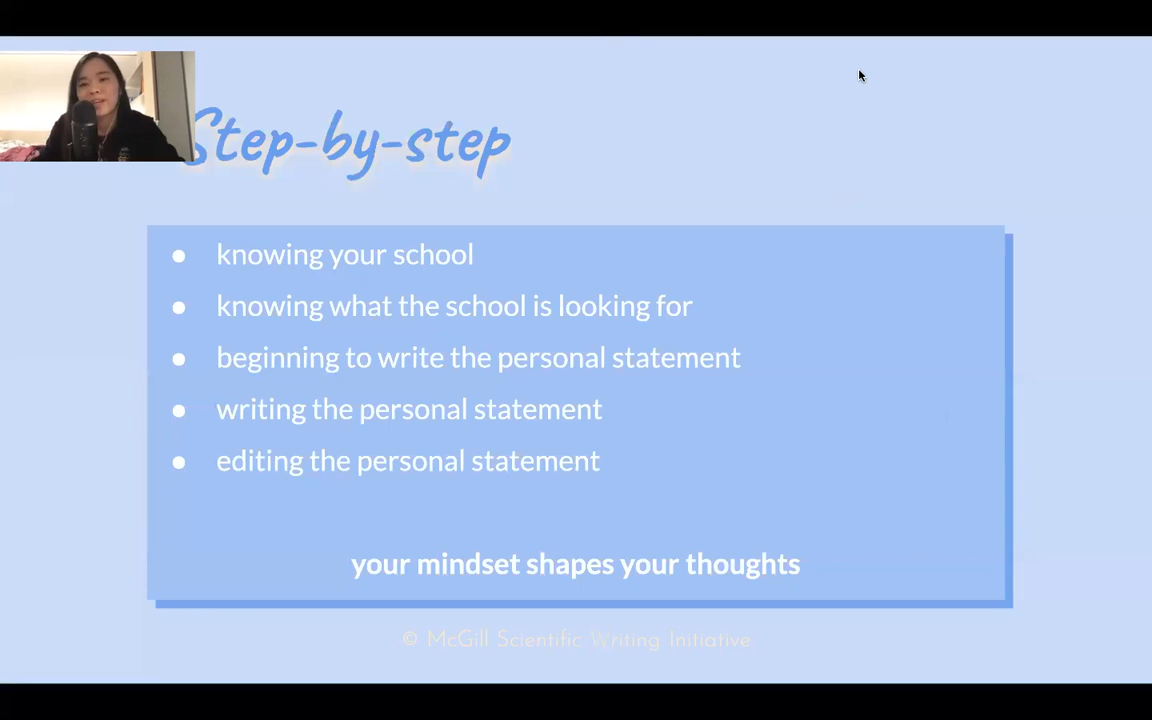 Step-by-step
● knowing your school
● knowing what the school is looking for
● beginning to write the personal statement
● writing the personal statement
● editing the personal statement
your mindset shapes your thoughts
© McGill Scientific Writing Initiative